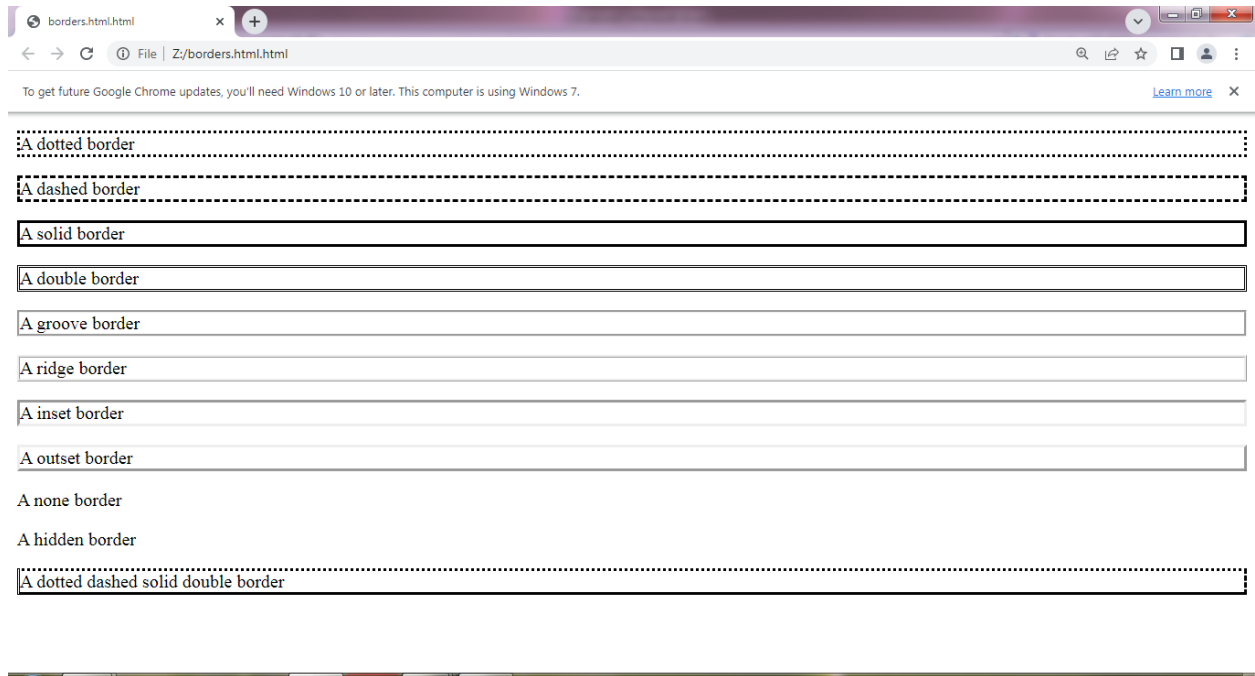 borders.html.html
File Z:/borders.html.html
To get future Google Chrome updates, you'll need Windows 10 or later. This computer is using Windows 7. Learn more
A dotted border
A dashed border
A solid border
A double border
A groove border
A ridge border
A inset border
A outset border
A none border
A hidden border
A dotted dashed solid double border